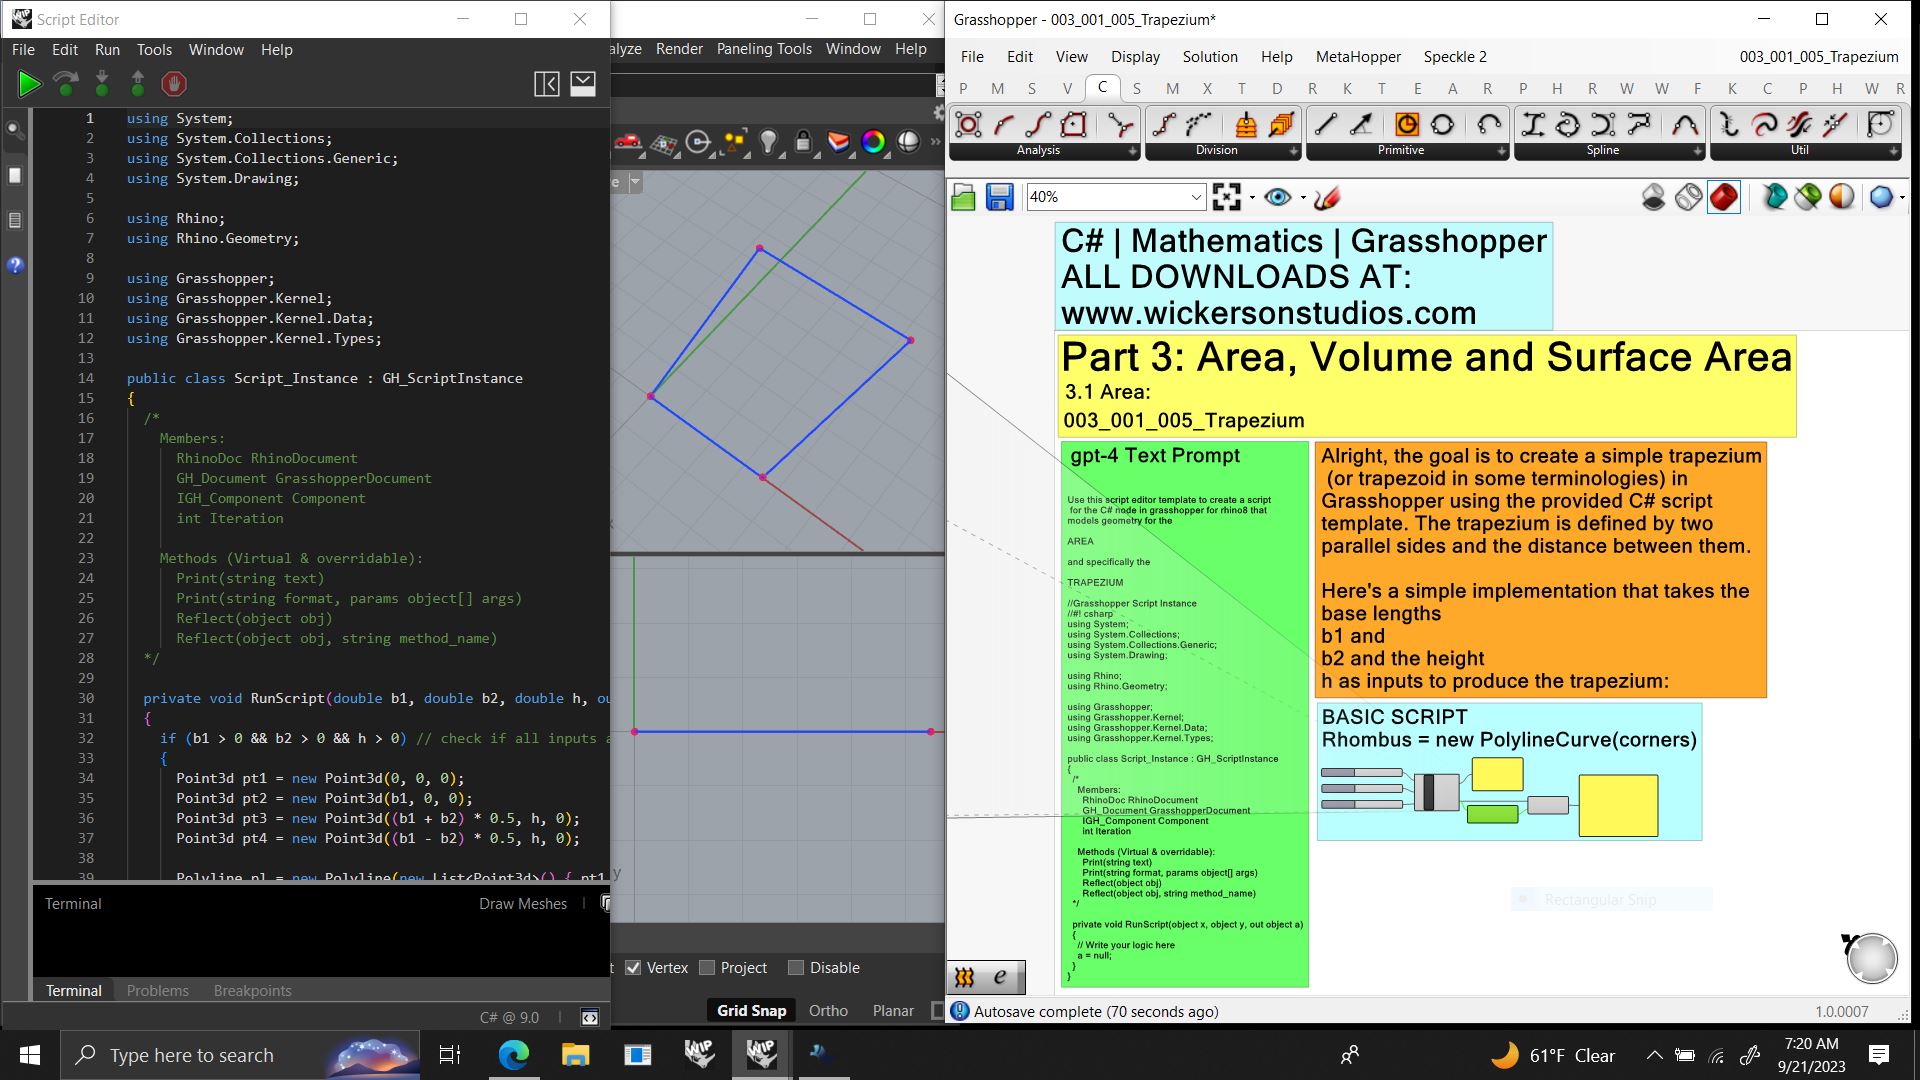 Script Editor
File Edit Run Tools Window Help
1 using System;
2 using System.Collections;
3 using System.Collections.Generic;
4 using System.Drawing;
5
6 using Rhino;
7 using Rhino.Geometry;
8
9 using Grasshopper;
10 using Grasshopper.Kernel;
11 using Grasshopper.Kernel.Data;
12 using Grasshopper.Kernel.Types;
13
14 public class Script_Instance : GH_ScriptInstance
15 {
16 /*
17 Members:
18 RhinoDoc RhinoDocument
19 GH_Document GrasshopperDocument
20 IGH_Component Component
21 int Iteration
22
23 Methods (Virtual & overridable):
24 Print(string text)
25 Print(string format, params object[] args)
26 Reflect(object obj)
27 Reflect(object obj, string method_name)
28 */
29
30 private void RunScript(double b1, double b2, double h, ou
31 {
32 if (b1 > 0 && b2 > 0 && h > 0) // check if all inputs a
33 {
34 Point3d pt1 = new Point3d(0, 0, 0);
35 Point3d pt2 = new Point3d(b1, 0, 0);
36 Point3d pt3 = new Point3d((b1 + b2) * 0.5, h, 0);
37 Point3d pt4 = new Point3d((b1 - b2) * 0.5, h, 0);
38
39 Polyline pl = new Polyline(new List<Point3d>() { pt1
Terminal Draw Meshes
Terminal Problems Breakpoints
C# @ 9.0
alyze Render Paneling Tools Window Help
e
x
y
t Vertex Project Disable
Grid Snap Ortho Planar
Grasshopper - 003_001_005_Trapezium*
File Edit View Display Solution Help MetaHopper Speckle 2 003_001_005_Trapezium
P M S V C S M X T D R K T E A R P H R W W F K C P H W R
Analysis Division Primitive Spline Util
40%
C# | Mathematics | Grasshopper
ALL DOWNLOADS AT:
www.wickersonstudios.com
Part 3: Area, Volume and Surface Area
3.1 Area:
003_001_005_Trapezium
gpt-4 Text Prompt
Use this script editor template to create a script
for the C# node in grasshopper for rhino8 that
models geometry for the
AREA
and specifically the
TRAPEZIUM
//Grasshopper Script Instance
//#! csharp
using System;
using System.Collections;
using System.Collections.Generic;
using System.Drawing;
using Rhino;
using Rhino.Geometry;
using Grasshopper;
using Grasshopper.Kernel;
using Grasshopper.Kernel.Data;
using Grasshopper.Kernel.Types;
public class Script_Instance : GH_ScriptInstance
{
/*
Members:
RhinoDoc RhinoDocument
GH_Document GrasshopperDocument
IGH_Component Component
int Iteration
Methods (Virtual & overridable):
Print(string text)
Print(string format, params object[] args)
Reflect(object obj)
Reflect(object obj, string method_name)
*/
private void RunScript(object x, object y, out object a)
{
// Write your logic here
a = null;
}
}
Alright, the goal is to create a simple trapezium
(or trapezoid in some terminologies) in
Grasshopper using the provided C# script
template. The trapezium is defined by two
parallel sides and the distance between them.
Here's a simple implementation that takes the
base lengths
b1 and
b2 and the height
h as inputs to produce the trapezium:
BASIC SCRIPT
Rhombus = new PolylineCurve(corners)
Rectangular Snip
Autosave complete (70 seconds ago) 1.0.0007
Type here to search
61°F Clear
7:20 AM
9/21/2023